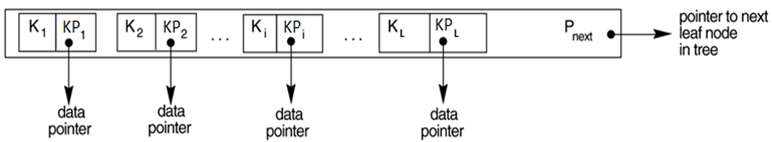 K1 KP1 K2 KP2 ... Ki KPi ... KL KPL Pnext
pointer to next
leaf node
in tree
data
pointer
data
pointer
data
pointer
data
pointer